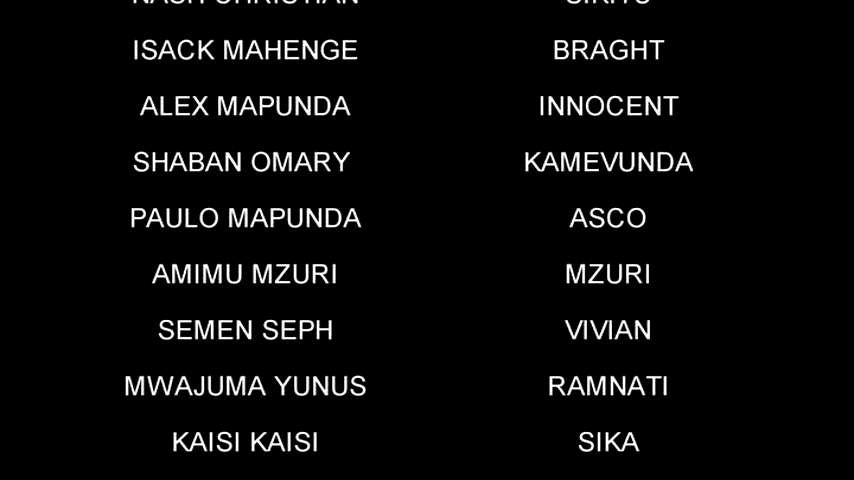 ISACK MAHENGE BRAGHT
ALEX MAPUNDA INNOCENT
SHABAN OMARY KAMEVUNDA
PAULO MAPUNDA ASCO
AMIMU MZURI MZURI
SEMEN SEPH VIVIAN
MWAJUMA YUNUS RAMNATI
KAISI KAISI SIKA